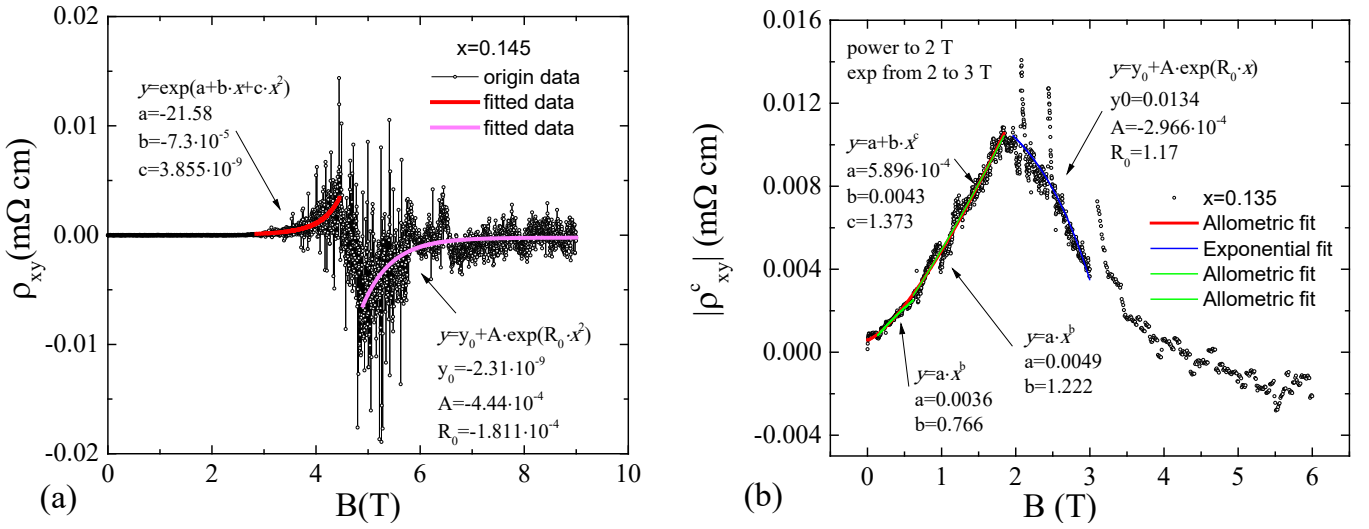 0.02
0.01
0.00
-0.01
-0.02
ρxy(mΩ cm)
x=0.145
origin data
fitted data
fitted data
y=exp(a+b·x+c·x²)
a=-21.58
b=-7.3·10⁻⁵
c=3.855·10⁻⁹
y=y₀+A·exp(R₀·x²)
y₀=-2.31·10⁻⁹
A=-4.44·10⁻⁴
R₀=-1.811·10⁻⁴
0 2 4 6 8 10
(a)
B(T)
0.016
0.012
0.008
0.004
0.000
-0.004
|ρᶜxy| (mΩ cm)
power to 2 T
exp from 2 to 3 T
y=y₀+A·exp(R₀·x)
y0=0.0134
A=-2.966·10⁻⁴
R₀=1.17
y=a+b·xᶜ
a=5.896·10⁻⁴
b=0.0043
c=1.373
x=0.135
Allometric fit
Exponential fit
Allometric fit
Allometric fit
y=a·xᵇ
a=0.0049
b=1.222
y=a·xᵇ
a=0.0036
b=0.766
0 1 2 3 4 5 6
(b)
B (T)